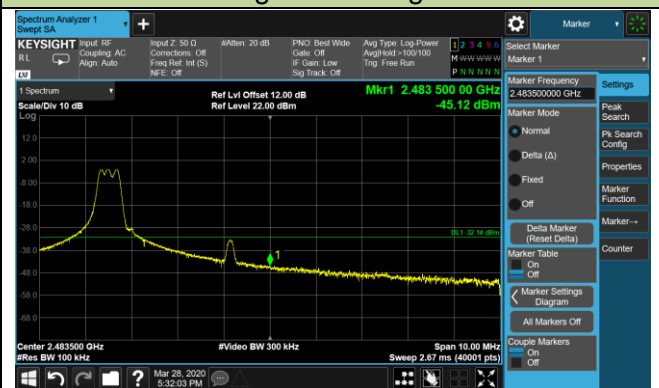 Spectrum Analyzer 1
Swept SA
+
Marker
KEYSIGHT
RL
LXI
Input: RF
Coupling: AC
Align: Auto
Input Z: 50 Ω
Corrections: Off
Freq Ref: Int (S)
NFE: Off
#Atten: 20 dB
PNO: Best Wide
Gate: Off
IF Gain: Low
Sig Track: Off
Avg Type: Log-Power
Avg|Hold:>100/100
Trig: Free Run
1 2 3 4 5 6
M W W W W W
P N N N N N
Select Marker
Marker 1
1 Spectrum
Scale/Div 10 dB
Log
Ref Lvl Offset 12.00 dB
Ref Level 22.00 dBm
Mkr1 2.483 500 00 GHz
-45.12 dBm
12.0
2.00
-8.00
-18.0
-28.0
-38.0
-48.0
-58.0
-68.0
DL1 -32.14 dBm
1
Center 2.483500 GHz
#Res BW 100 kHz
#Video BW 300 kHz
Span 10.00 MHz
Sweep 2.67 ms (40001 pts)
Marker Frequency
2.483500000 GHz
Marker Mode
Normal
Delta (Δ)
Fixed
Off
Delta Marker
(Reset Delta)
Marker Table
On
Off
Marker Settings
Diagram
All Markers Off
Couple Markers
On
Off
Settings
Peak
Search
Pk Search
Config
Properties
Marker
Function
Marker→
Counter
?
Mar 28, 2020
5:32:03 PM